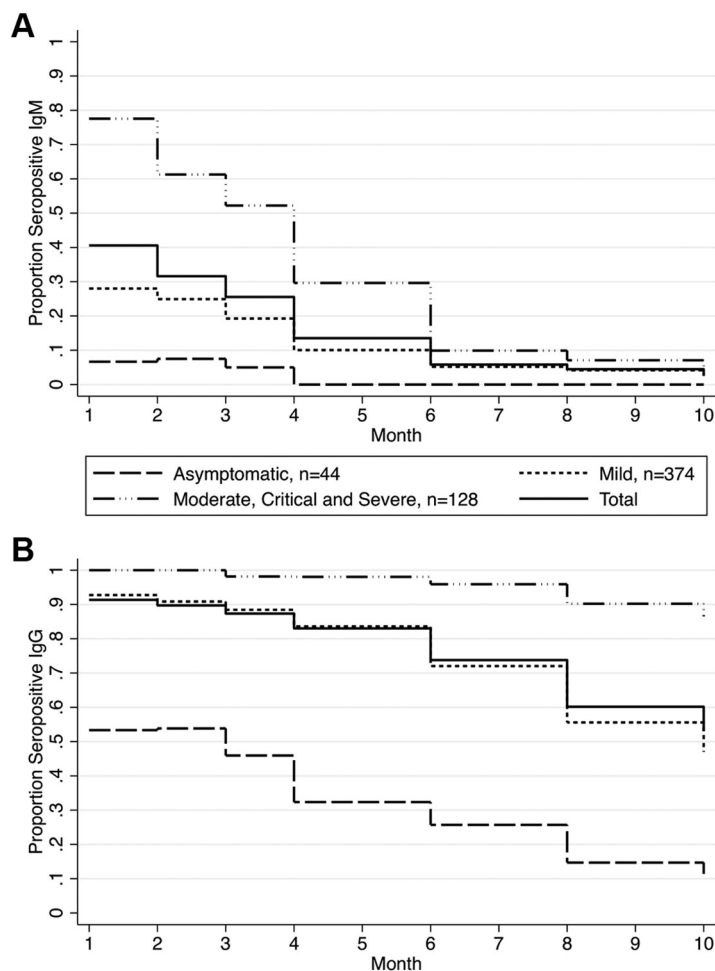 A
Proportion Seropositive IgM
1
.9
.8
.7
.6
.5
.4
.3
.2
.1
0
1 2 3 4 5 6 7 8 9 10
Month
Asymptomatic, n=44 Mild, n=374
Moderate, Critical and Severe, n=128 Total
B
Proportion Seropositive IgG
1
.9
.8
.7
.6
.5
.4
.3
.2
.1
0
1 2 3 4 5 6 7 8 9 10
Month